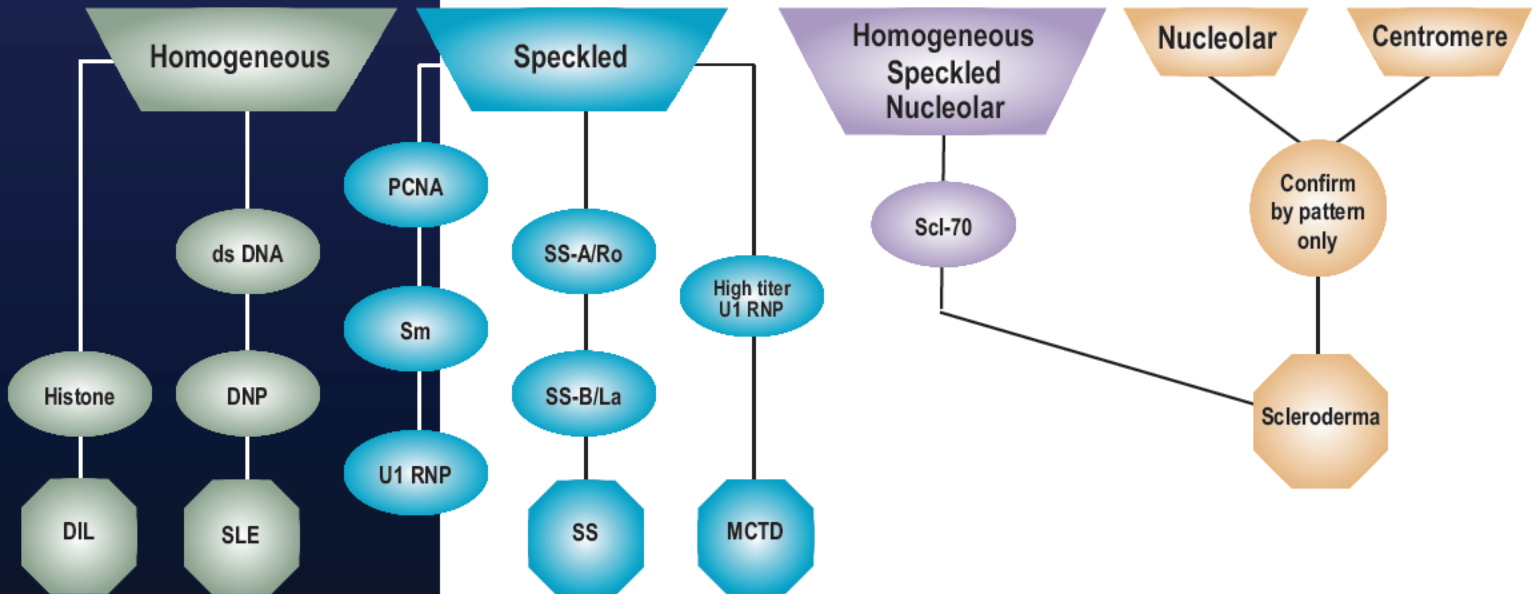 Homogeneous
Speckled
Homogeneous
Speckled
Nucleolar
Nucleolar
Centromere
Histone
DIL
ds DNA
DNP
SLE
PCNA
Sm
U1 RNP
SS-A/Ro
SS-B/La
SS
High titer
U1 RNP
MCTD
Scl-70
Confirm
by pattern
only
Scleroderma